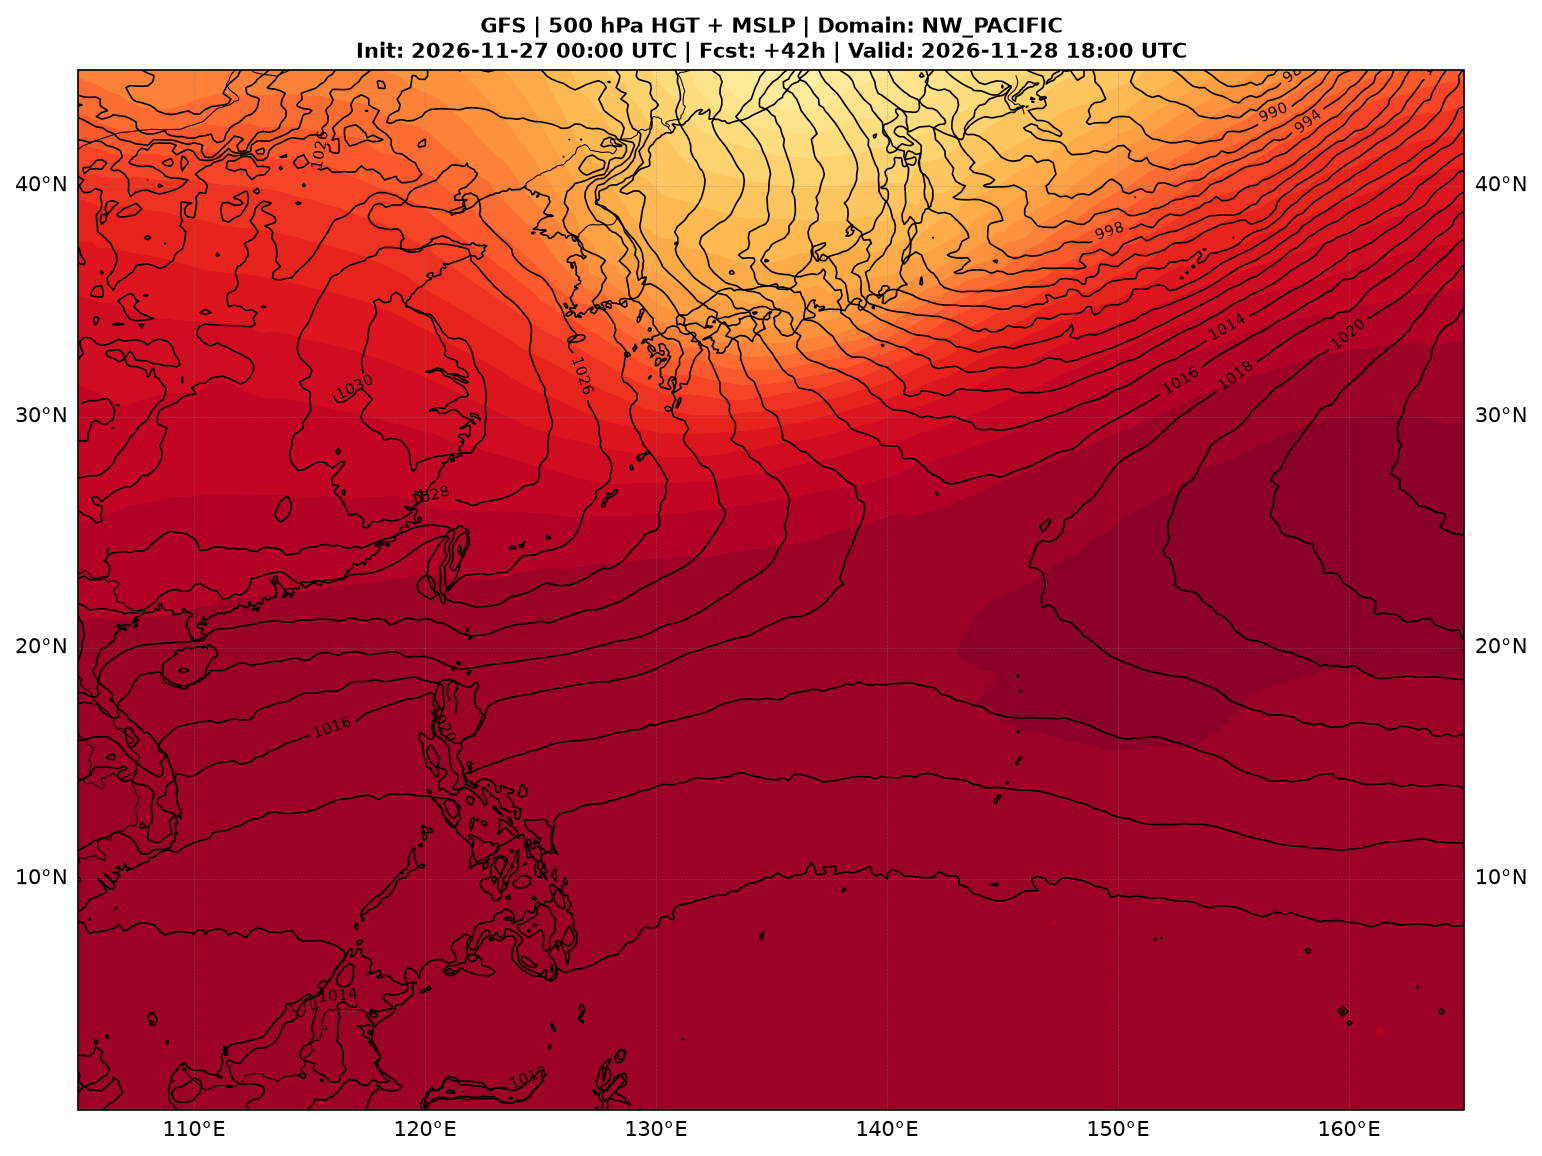 GFS | 500 hPa HGT + MSLP | Domain: NW_PACIFIC
Init: 2026-11-27 00:00 UTC | Fcst: +42h | Valid: 2026-11-28 18:00 UTC
990
994
1026
40°N
40°N
998
1014
1020
1016
1018
1026
1030
30°N
30°N
1028
20°N
20°N
1016
1020
10°N
10°N
1014
1013
110°E
120°E
130°E
140°E
150°E
160°E